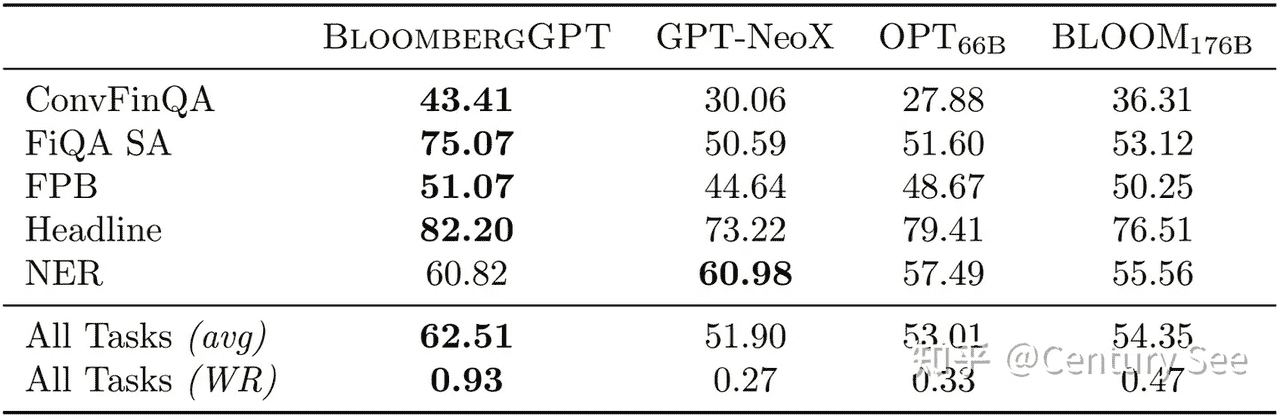 BLOOMBERGGPT GPT-NeoX OPT66B BLOOM176B
ConvFinQA 43.41 30.06 27.88 36.31
FiQA SA 75.07 50.59 51.60 53.12
FPB 51.07 44.64 48.67 50.25
Headline 82.20 73.22 79.41 76.51
NER 60.82 60.98 57.49 55.56
All Tasks (avg) 62.51 51.90 53.01 54.35
All Tasks (WR) 0.93 0.27 0.33 0.47
知乎 @Century See